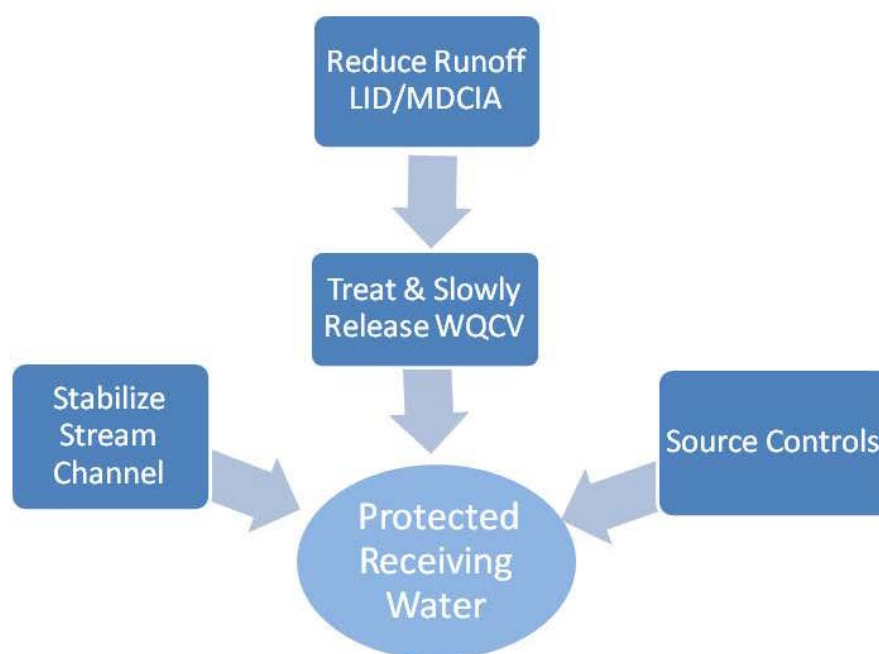 Reduce Runoff
LID/MDCIA
Treat & Slowly
Release WQCV
Stabilize
Stream
Channel
Source Controls
Protected
Receiving
Water